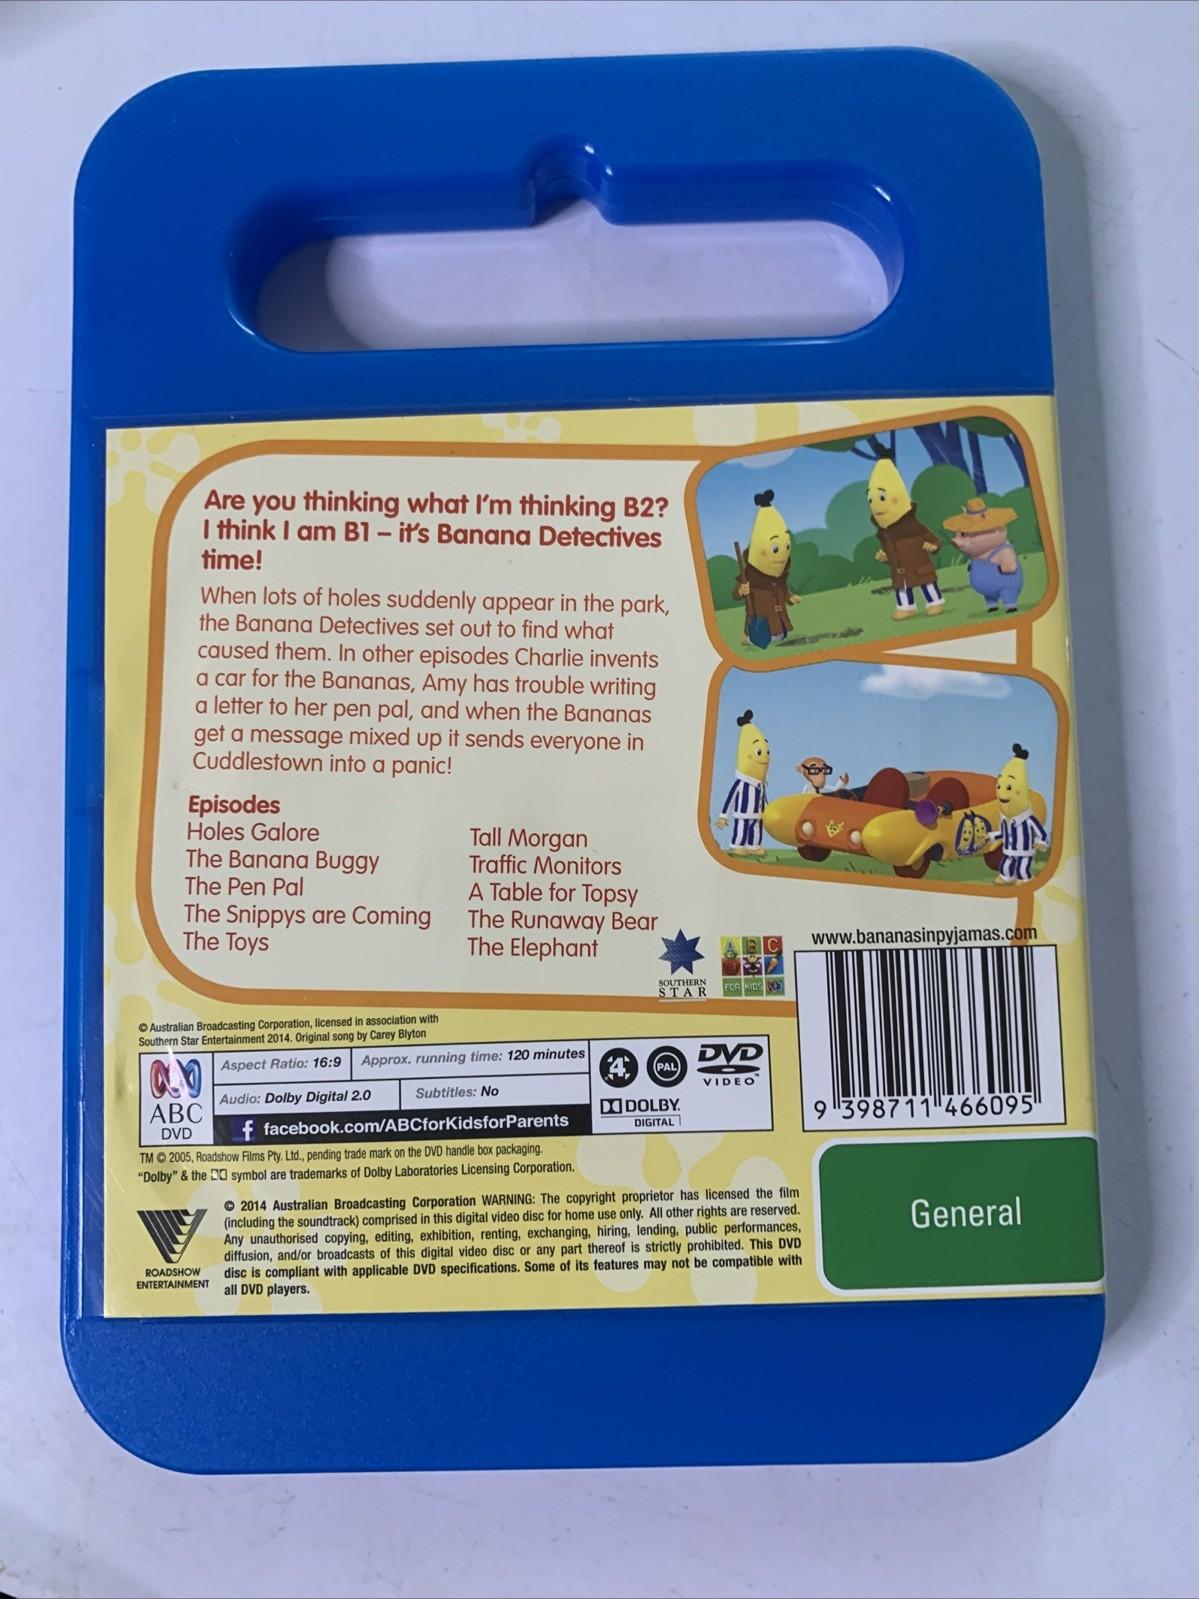 Are you thinking what I'm thinking B2?
I think I am B1 – it's Banana Detectives
time!
When lots of holes suddenly appear in the park,
the Banana Detectives set out to find what
caused them. In other episodes Charlie invents
a car for the Bananas, Amy has trouble writing
a letter to her pen pal, and when the Bananas
get a message mixed up it sends everyone in
Cuddlestown into a panic!
Episodes
Holes Galore
The Banana Buggy
The Pen Pal
The Snippys are Coming
The Toys
Tall Morgan
Traffic Monitors
A Table for Topsy
The Runaway Bear
The Elephant
SOUTHERN
STAR
A B C
FOR KIDS
www.bananasinpyjamas.com
9 398711 466095
© Australian Broadcasting Corporation, licensed in association with
Southern Star Entertainment 2014. Original song by Carey Blyton
ABC
DVD
Aspect Ratio: 16:9
Approx. running time: 120 minutes
Audio: Dolby Digital 2.0
Subtitles: No
f facebook.com/ABCforKidsforParents
4
PAL
DVD
VIDEO™
DOLBY.
DIGITAL
TM © 2005, Roadshow Films Pty. Ltd., pending trade mark on the DVD handle box packaging.
"Dolby" & the symbol are trademarks of Dolby Laboratories Licensing Corporation.
ROADSHOW
ENTERTAINMENT
© 2014 Australian Broadcasting Corporation WARNING: The copyright proprietor has licensed the film
(including the soundtrack) comprised in this digital video disc for home use only. All other rights are reserved.
Any unauthorised copying, editing, exhibition, renting, exchanging, hiring, lending, public performances,
diffusion, and/or broadcasts of this digital video disc or any part thereof is strictly prohibited. This DVD
disc is compliant with applicable DVD specifications. Some of its features may not be compatible with
all DVD players.
General